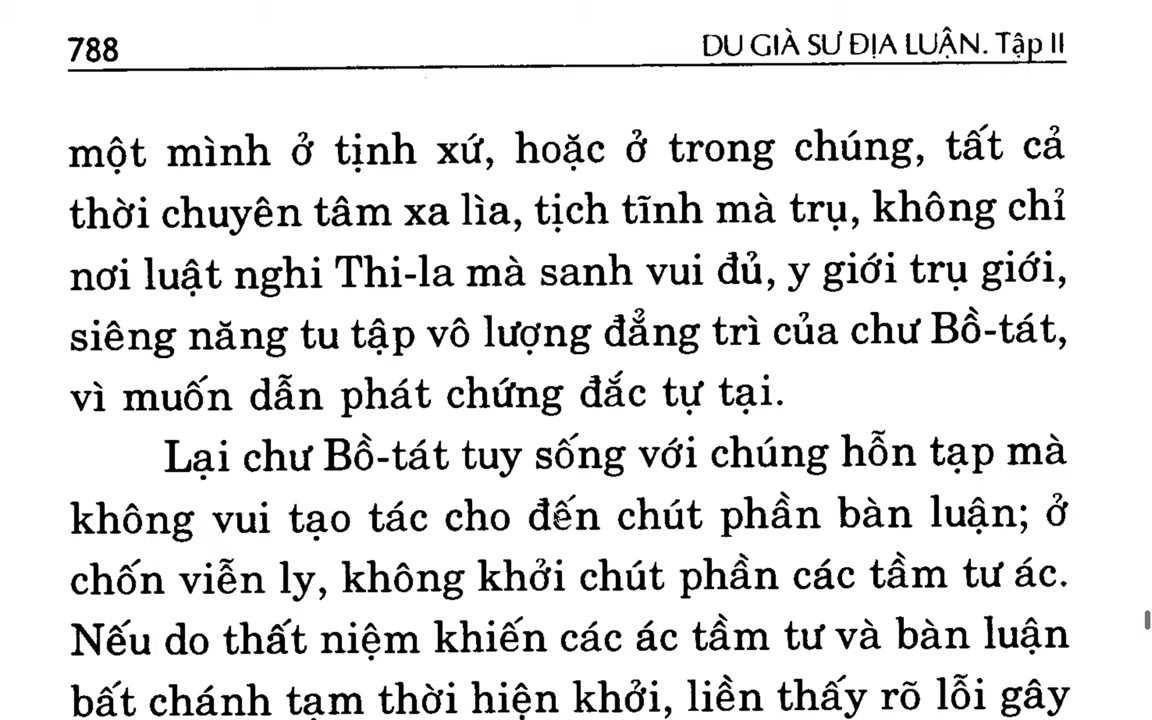 788
DU GIÀ SƯ ĐỊA LUẬN. Tập II
một mình ở tịnh xứ, hoặc ở trong chúng, tất cả
thời chuyên tâm xa lìa, tịch tĩnh mà trụ, không chỉ
nơi luật nghi Thi-la mà sanh vui đủ, y giới trụ giới,
siêng năng tu tập vô lượng đẳng trì của chư Bồ-tát,
vì muốn dẫn phát chứng đắc tự tại.
Lại chư Bồ-tát tuy sống với chúng hỗn tạp mà
không vui tạo tác cho đến chút phần bàn luận; ở
chốn viễn ly, không khởi chút phần các tầm tư ác.
Nếu do thất niệm khiến các ác tầm tư và bàn luận
bất chánh tạm thời hiện khởi, liền thấy rõ lỗi gây